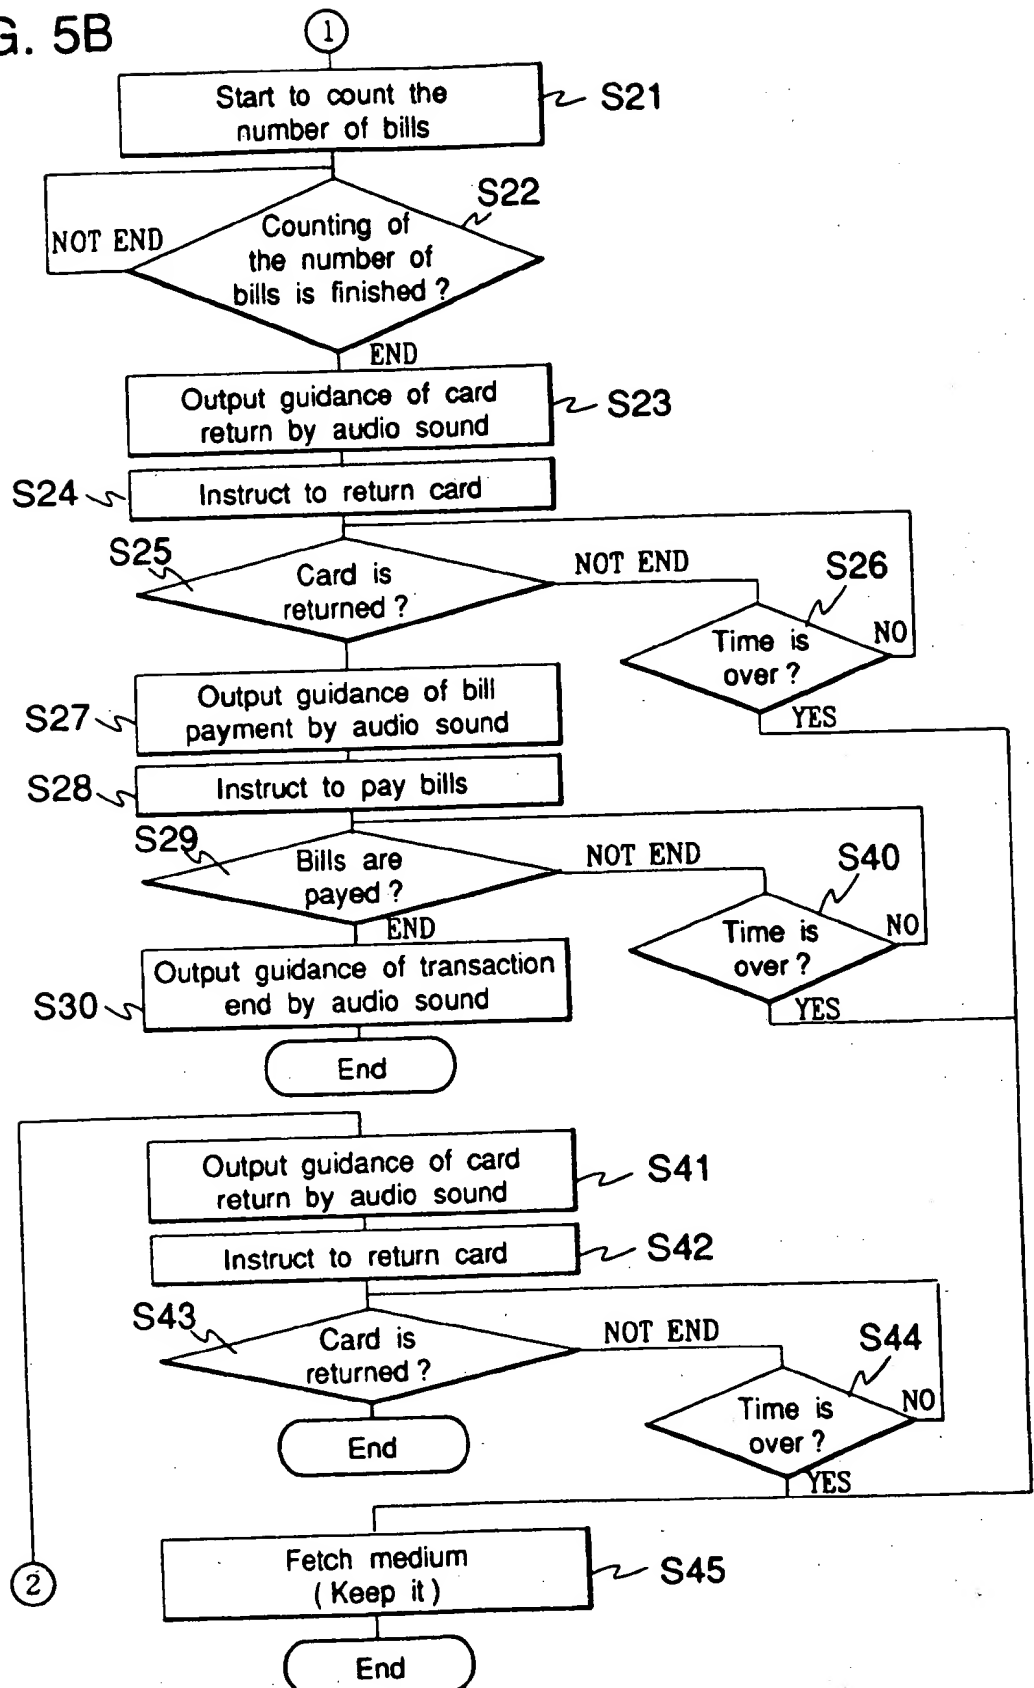 G. 5B
1
Start to count the
number of bills
S21
S22
NOT END
Counting of
the number of
bills is finished ?
END
Output guidance of card
return by audio sound
S23
S24
Instruct to return card
S25
Card is
returned ?
NOT END
S26
Time is
over ?
NO
YES
S27
Output guidance of bill
payment by audio sound
S28
Instruct to pay bills
S29
Bills are
payed ?
NOT END
S40
Time is
over ?
NO
YES
END
Output guidance of transaction
end by audio sound
S30
End
Output guidance of card
return by audio sound
S41
Instruct to return card
S42
S43
Card is
returned ?
NOT END
S44
Time is
over ?
NO
YES
End
Fetch medium
( Keep it )
S45
2
End